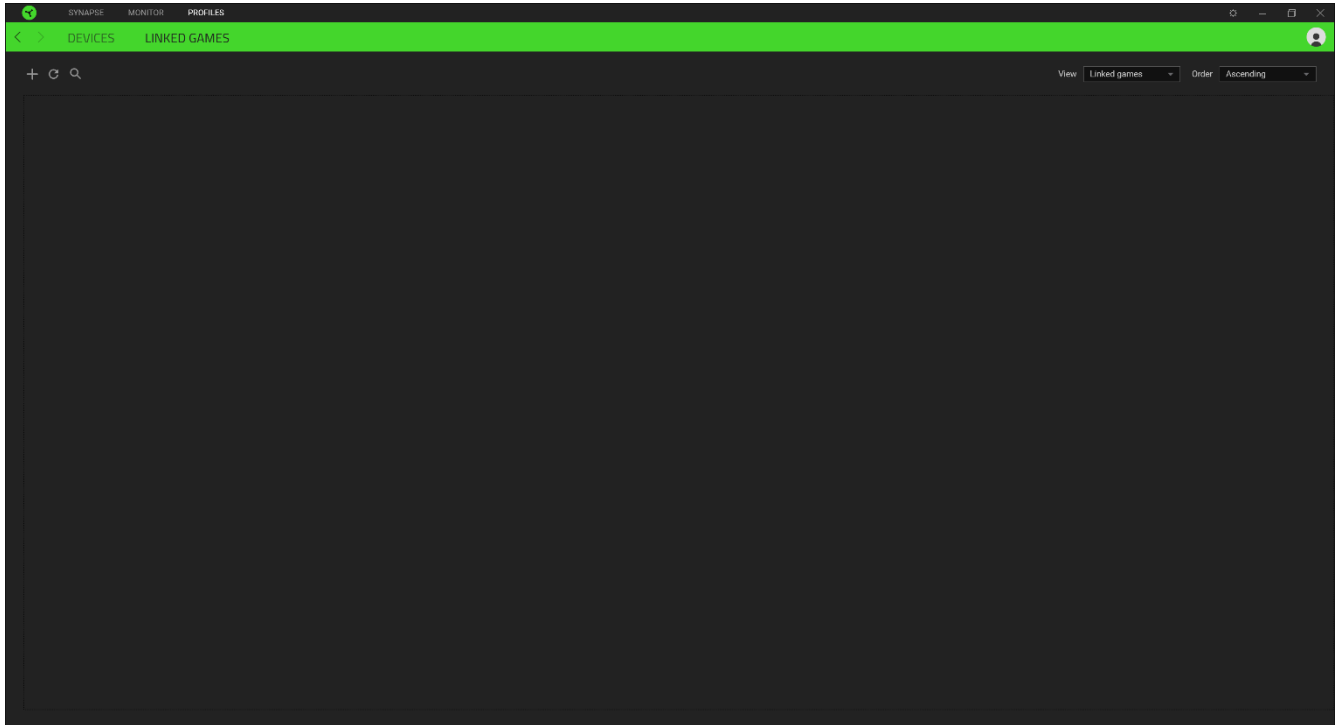 SYNAPSE MONITOR PROFILES
DEVICES LINKED GAMES
View Linked games Order Ascending